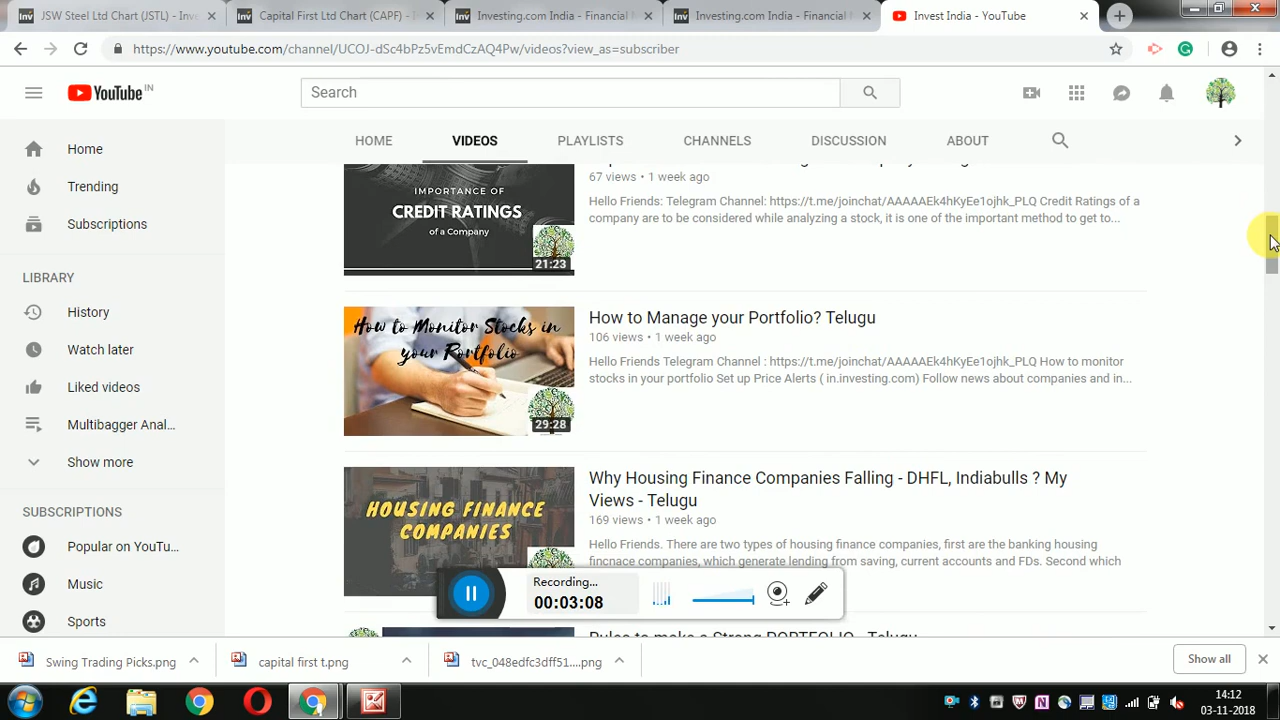 JSW Steel Ltd Chart (JSTL) - Inv
Capital First Ltd Chart (CAPF) -
Investing.com India - Financial
Investing.com India - Financial
Invest India - YouTube
https://www.youtube.com/channel/UCOJ-dSc4bPz5vEmdCzAQ4Pw/videos?view_as=subscriber
YouTube IN
Search
HOME VIDEOS PLAYLISTS CHANNELS DISCUSSION ABOUT
Home
Trending
Subscriptions
LIBRARY
History
Watch later
Liked videos
Multibagger Anal...
Show more
SUBSCRIPTIONS
Popular on YouTu...
Music
Sports
IMPORTANCE OF
CREDIT RATINGS
of a Company
21:23
67 views • 1 week ago
Hello Friends: Telegram Channel: https://t.me/joinchat/AAAAAEk4hKyEe1ojhk_PLQ Credit Ratings of a
company are to be considered while analyzing a stock, it is one of the important method to get to...
How to Monitor Stocks in
your Portfolio
29:28
How to Manage your Portfolio? Telugu
106 views • 1 week ago
Hello Friends Telegram Channel : https://t.me/joinchat/AAAAAEk4hKyEe1ojhk_PLQ How to monitor
stocks in your portfolio Set up Price Alerts ( in.investing.com) Follow news about companies and in...
HOUSING FINANCE
COMPANIES
Why Housing Finance Companies Falling - DHFL, Indiabulls ? My
Views - Telugu
169 views • 1 week ago
Hello Friends. There are two types of housing finance companies, first are the banking housing
fincnace companies, which generate lending from saving, current accounts and FDs. Second which
Rules to make a Strong PORTFOLIO - Telugu
Recording...
00:03:08
Swing Trading Picks.png
capital first t.png
tvc_048edfc3dff51....png
Show all
14:12
03-11-2018